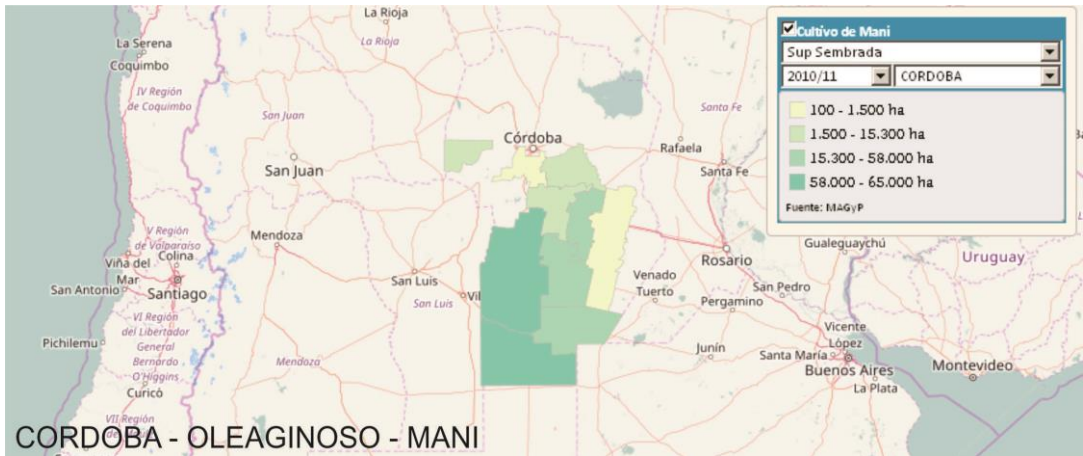 La Rioja
La Rioja
La Serena
Coquimbo
IV Región
de Coquimbo
San Juan
San Juan
Córdoba
Santa Fe
Rafaela
Santa Fe
Mendoza
V Región
de Valparaíso
Viña del
Mar
Colina
San Antonio
Santiago
San Luis
San Luis
Vil
Rosario
Venado
Tuerto
San Pedro
Pergamino
Gualeguaychú
Uruguay
VI Región
del Libertador
General
Bernardo
O'Higgins
Pichilemu
Curicó
Mendoza
Junín
Vicente
López
Santa María
Buenos Aires
La Plata
Montevideo
VII Región
Cultivo de Mani
Sup Sembrada
2010/11
CORDOBA
100 - 1.500 ha
1.500 - 15.300 ha
15.300 - 58.000 ha
58.000 - 65.000 ha
Fuente: MAGyP
CORDOBA - OLEAGINOSO - MANI